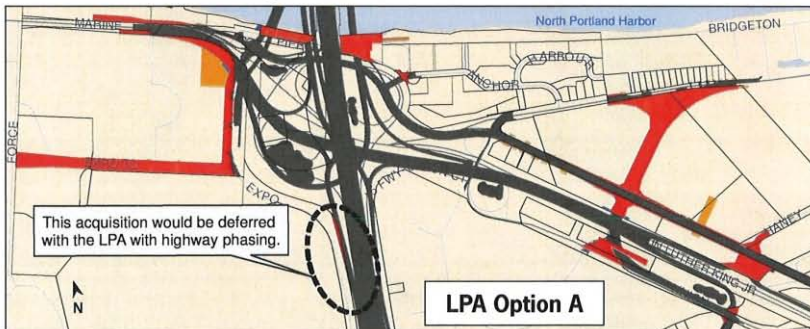 North Portland Harbor
BRIDGETON
MARINE
PIER
HARBOUR
ANCHOR
FORCE
EXPO
This acquisition would be deferred
with the LPA with highway phasing.
N
LPA Option A